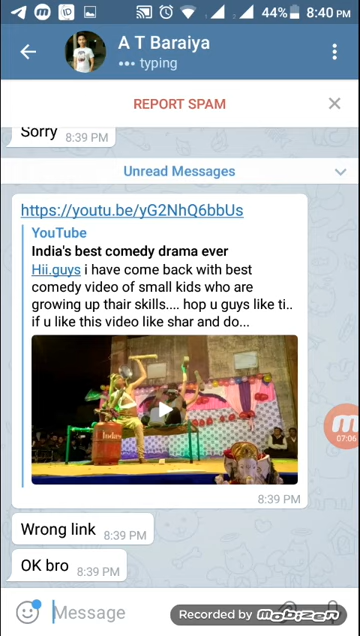 44% 8:40 PM
A T Baraiya
typing
REPORT SPAM
Sorry 8:39 PM
Unread Messages
https://youtu.be/yG2NhQ6bbUs
YouTube
India's best comedy drama ever
Hii.guys i have come back with best
comedy video of small kids who are
growing up thair skills.... hop u guys like ti..
if u like this video like shar and do...
Indas
8:39 PM
07:06
Wrong link 8:39 PM
OK bro 8:39 PM
Message
Recorded by mobizen